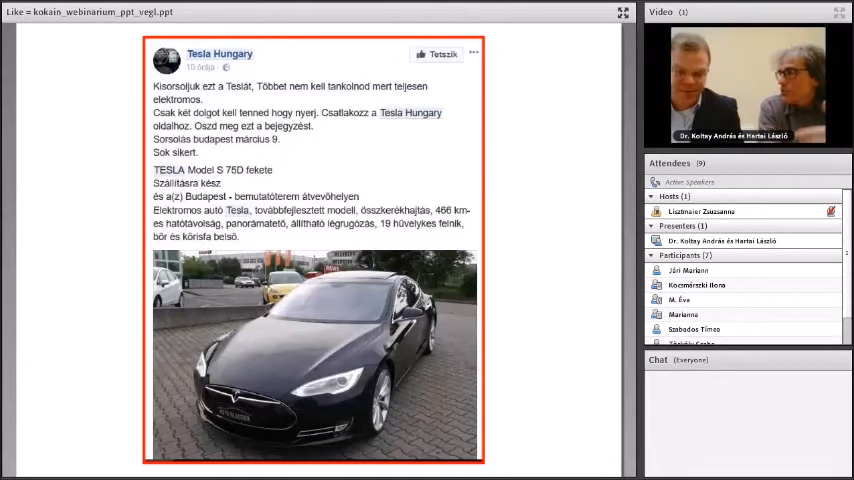 Like = kokain_webinarium_ppt_vegl.ppt
Tesla Hungary
10 órája
Tetszik
Kisorsoljuk ezt a Teslát, Többet nem kell tankolnod mert teljesen
elektromos.
Csak két dolgot kell tenned hogy nyerj. Csatlakozz a Tesla Hungary
oldalhoz. Oszd meg ezt a bejegyzést.
Sorsolás budapest március 9.
Sok sikert.
TESLA Model S 75D fekete
Szállításra kész
és a(z) Budapest - bemutatóterem átvevőhelyen
Elektromos autó Tesla, továbbfejlesztett modell, összkerékhajtás, 466 km-
es hatótávolság, panorámatető, állítható légrugózás, 19 hüvelykes felnik,
bőr és kőrisfa belső.
Video (1)
Dr. Koltay András és Hartai László
Attendees (9)
Active Speakers
Hosts (1)
Lisztmaier Zsuzsanna
Presenters (1)
Dr. Koltay András és Hartai László
Participants (7)
Jári Mariann
Kocsmárszki Ilona
M. Éva
Marianna
Szabados Tímea
Chat (Everyone)